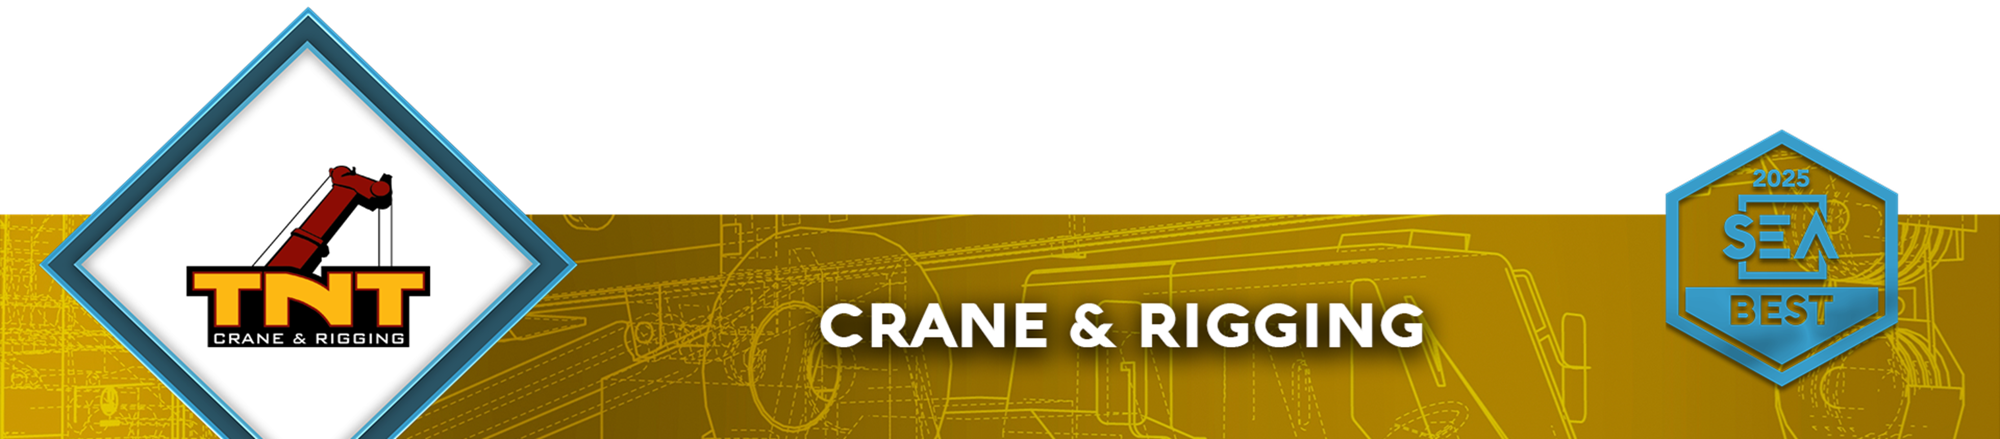 TNT
CRANE & RIGGING
CRANE & RIGGING
2025
SEA
BEST